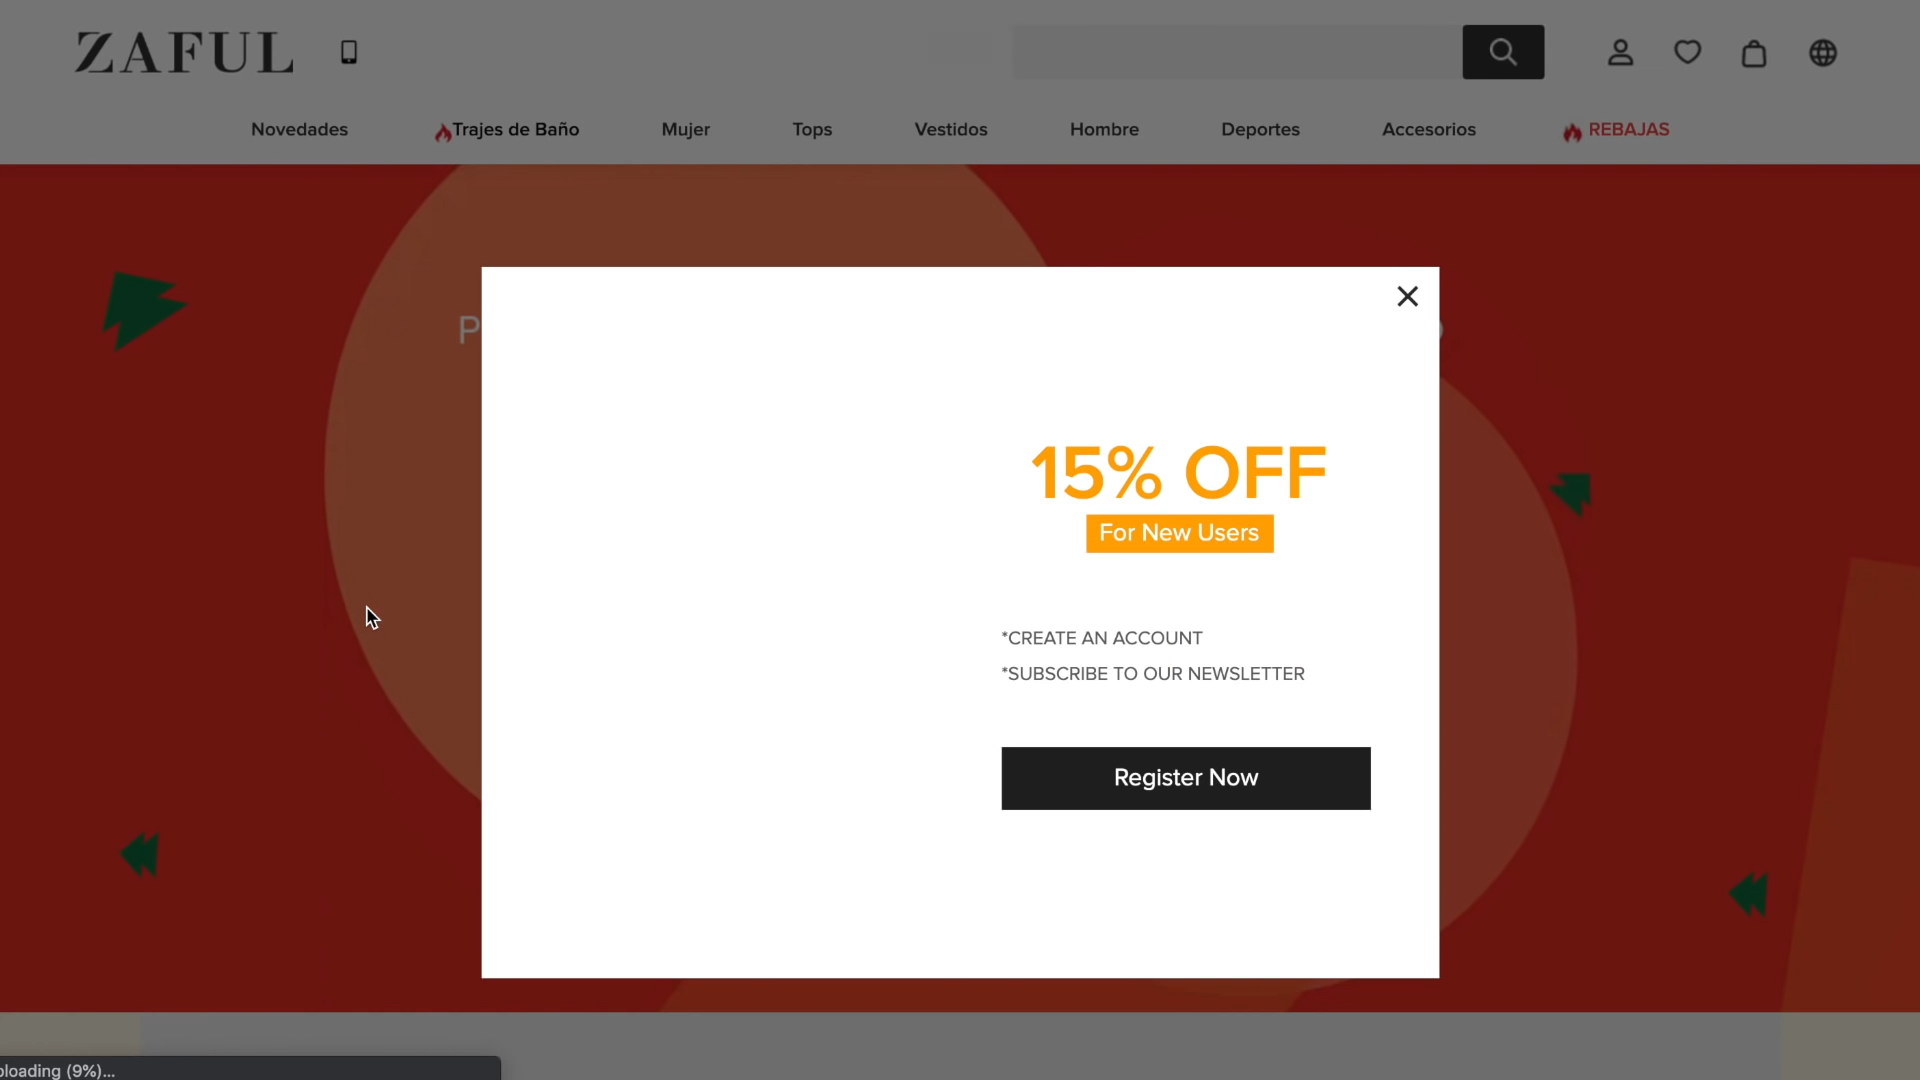 ZAFUL
Novedades
Trajes de Baño
Mujer
Tops
Vestidos
Hombre
Deportes
Accesorios
REBAJAS
P
15% OFF
For New Users
*CREATE AN ACCOUNT
*SUBSCRIBE TO OUR NEWSLETTER
Register Now
ploading (9%)...